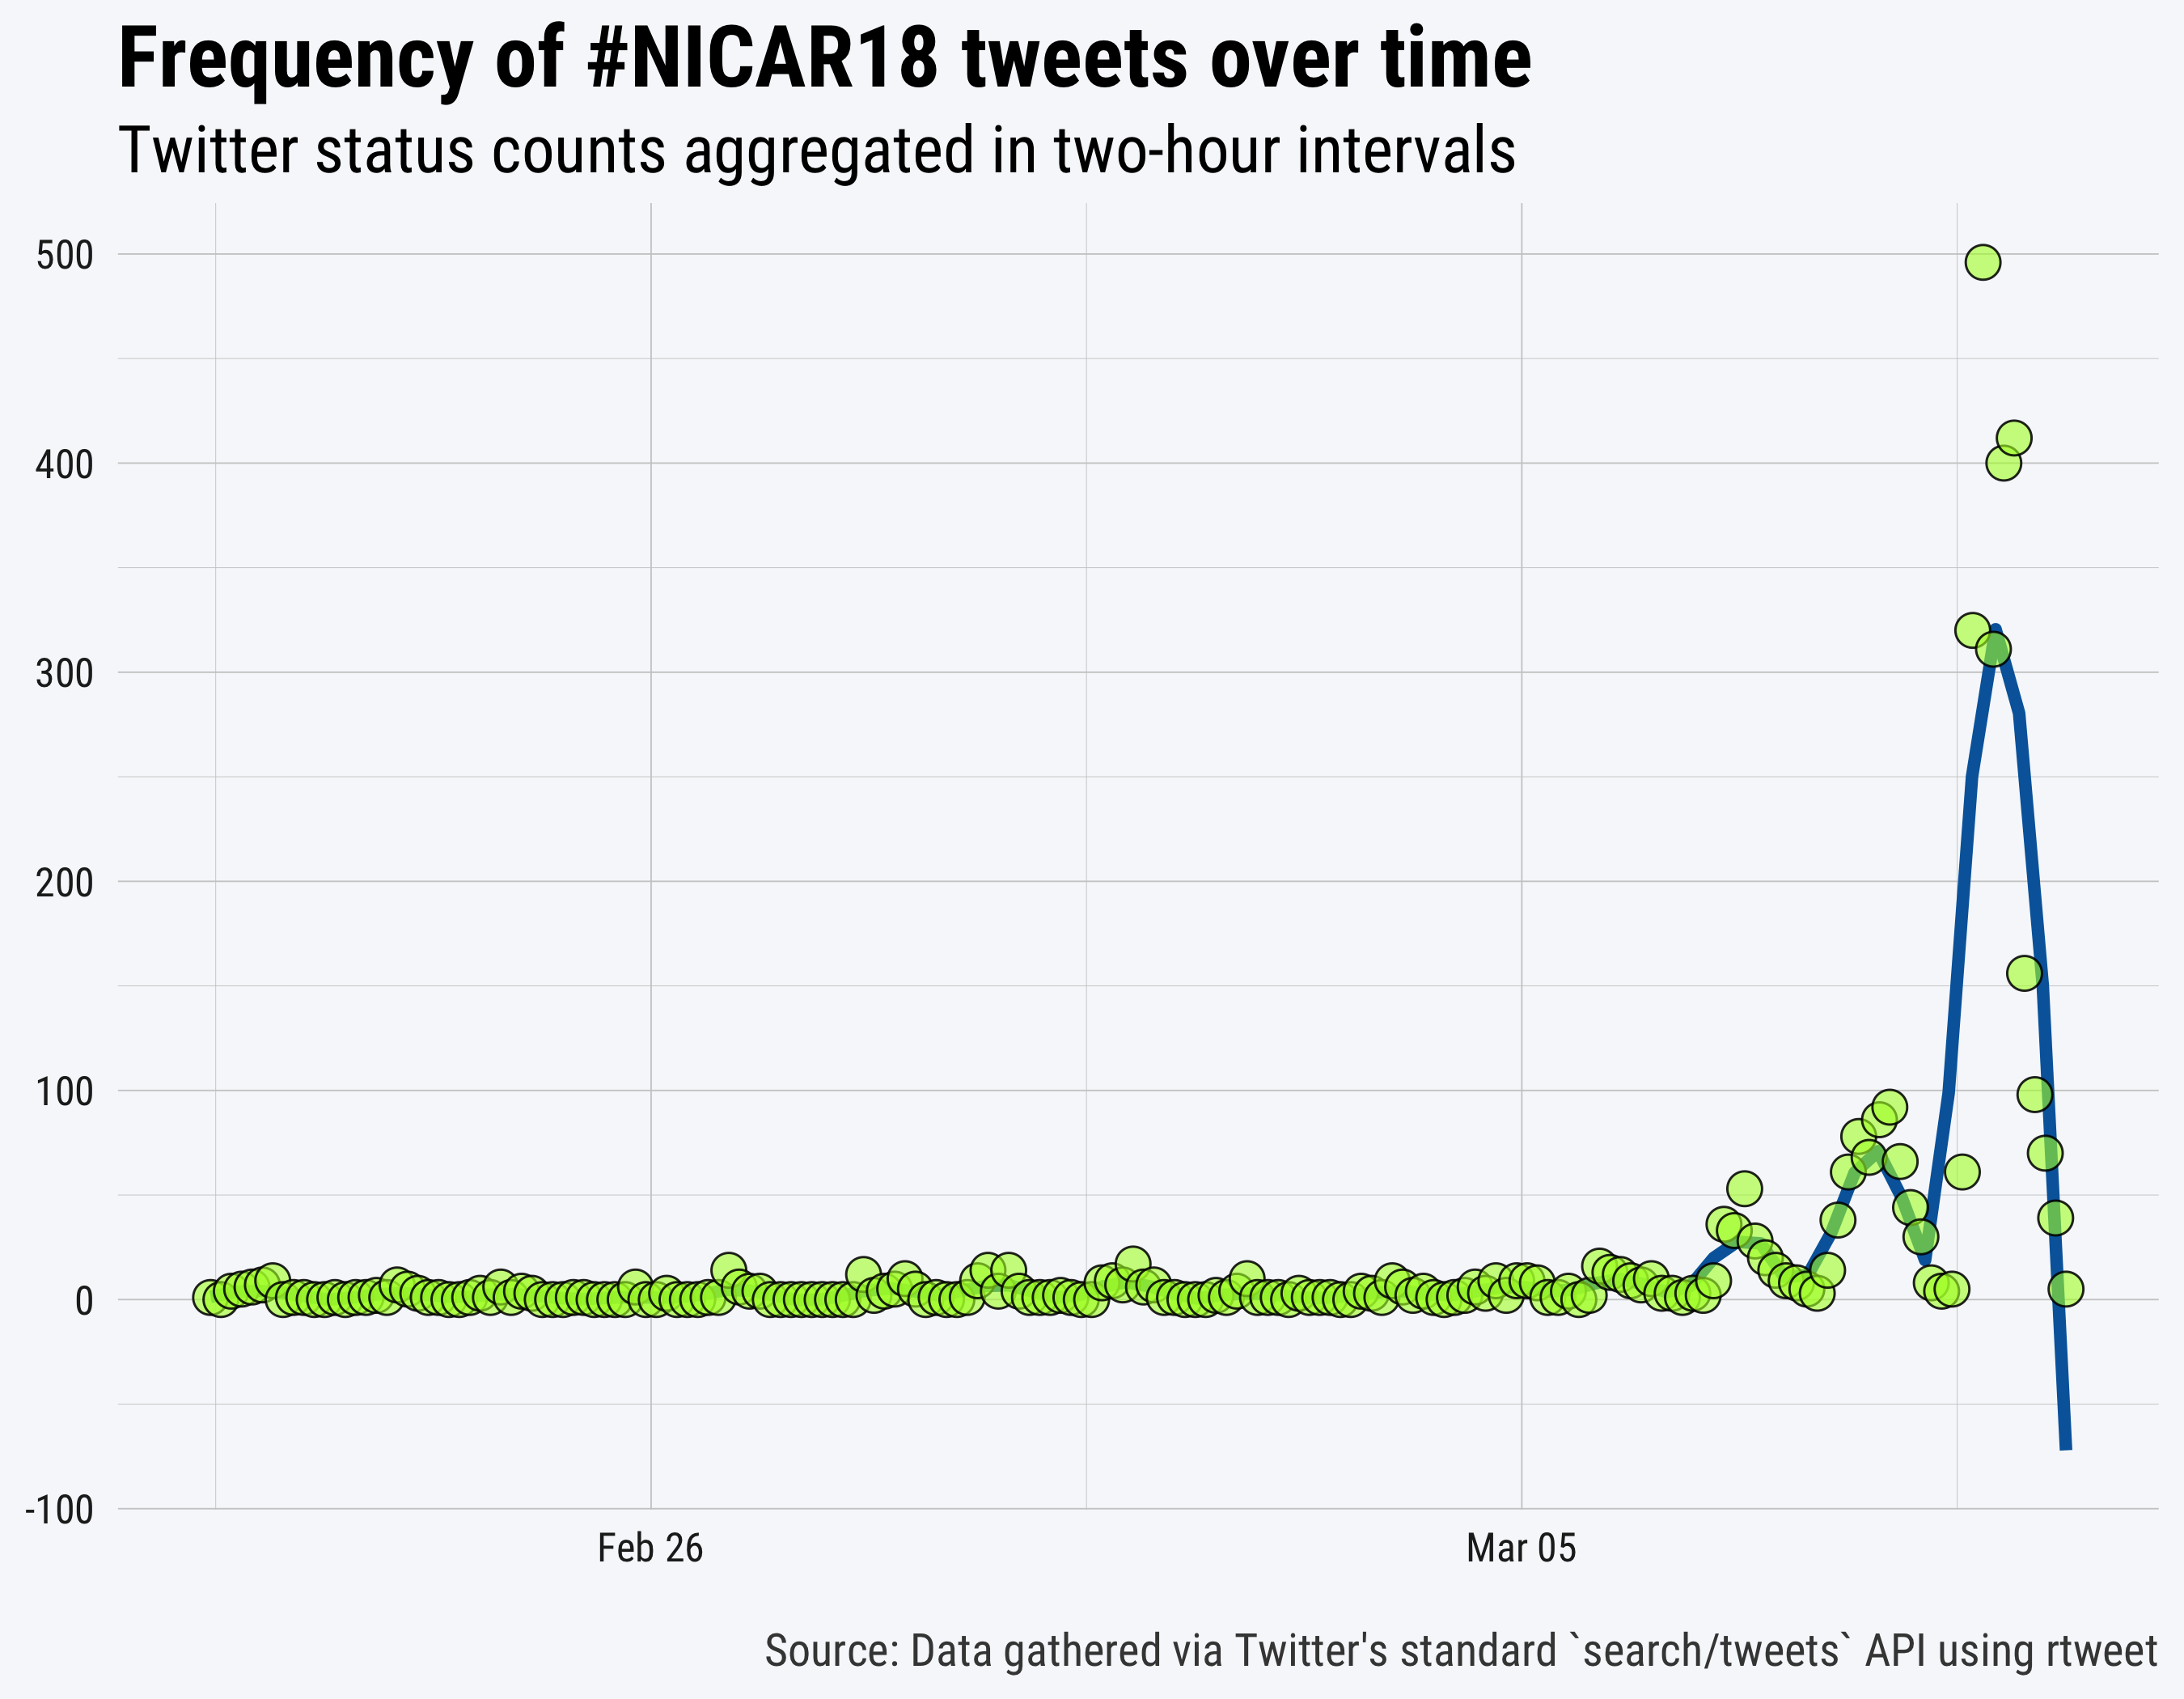 Frequency of #NICAR18 tweets over time
Twitter status counts aggregated in two-hour intervals
500
400
300
200
100
0
-100
Feb 26
Mar 05
Source: Data gathered via Twitter's standard `search/tweets` API using rtweet